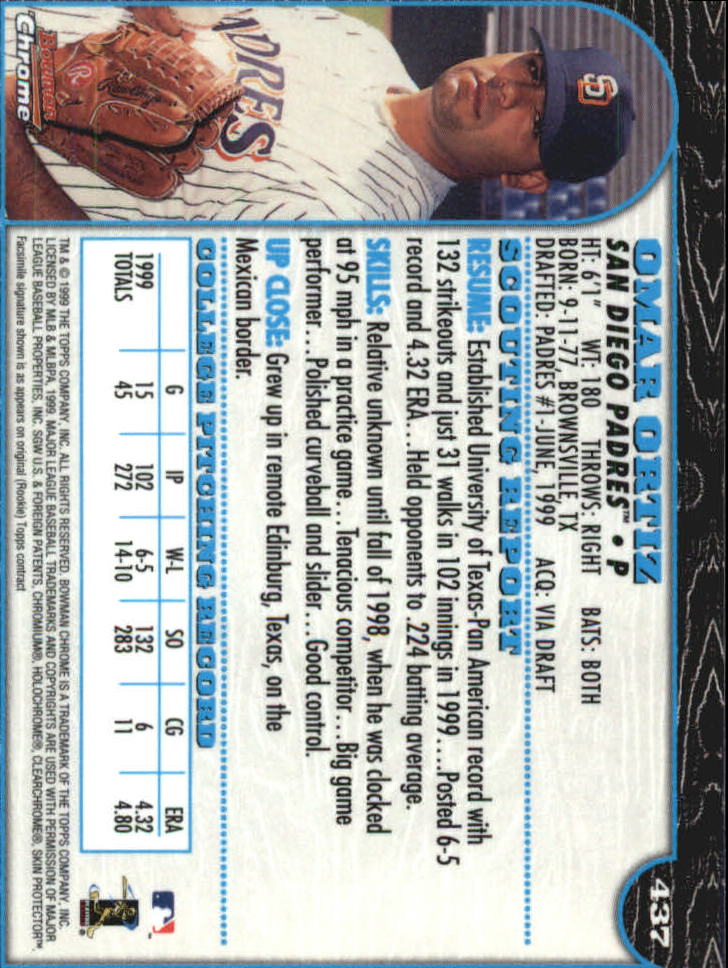 437
OMAR ORTIZ
SAN DIEGO PADRES™ • P
HT: 6'1" WT: 180 THROWS: RIGHT BATS: BOTH
BORN: 9-11-77, BROWNSVILLE, TX
DRAFTED: PADRES #1-JUNE, 1999 ACQ: VIA DRAFT
SCOUTING REPORT
RESUME: Established University of Texas-Pan American record with
132 strikeouts and just 31 walks in 102 innings in 1999....Posted 6-5
record and 4.32 ERA...Held opponents to .224 batting average.
SKILLS: Relative unknown until fall of 1998, when he was clocked
at 95 mph in a practice game...Tenacious competitor...Big game
performer...Polished curveball and slider...Good control.
UP CLOSE: Grew up in remote Edinburg, Texas, on the
Mexican border.
COLLEGE PITCHING RECORD
G IP W-L SO CG ERA
1999 15 102 6-5 132 6 4.32
TOTALS 45 272 14-10 283 11 4.80
TM & © 1999 THE TOPPS COMPANY, INC. ALL RIGHTS RESERVED. BOWMAN CHROME IS A TRADEMARK OF THE TOPPS COMPANY, INC.
LICENSED BY MLB & MLBPA, 1999. MAJOR LEAGUE BASEBALL TRADEMARKS AND COPYRIGHTS ARE USED WITH PERMISSION OF MAJOR
LEAGUE BASEBALL PROPERTIES, INC. SGW U.S. & FOREIGN PATENTS, CHROMIUM®, HOLOCHROME®, CLEARCHROME®, SKIN PROTECTOR™.
Facsimile signature shown is as appears on original (Rookie) Topps contract
SD
ADRES
R
Bowman
Chrome